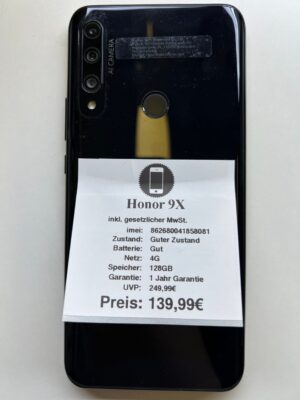 AI CAMERA
Honor 9X
inkl. gesetzlicher MwSt.
imei: 862680041858081
Zustand: Guter Zustand
Batterie: Gut
Netz: 4G
Speicher: 128GB
Garantie: 1 Jahr Garantie
UVP: 249,99€
Preis: 139,99€